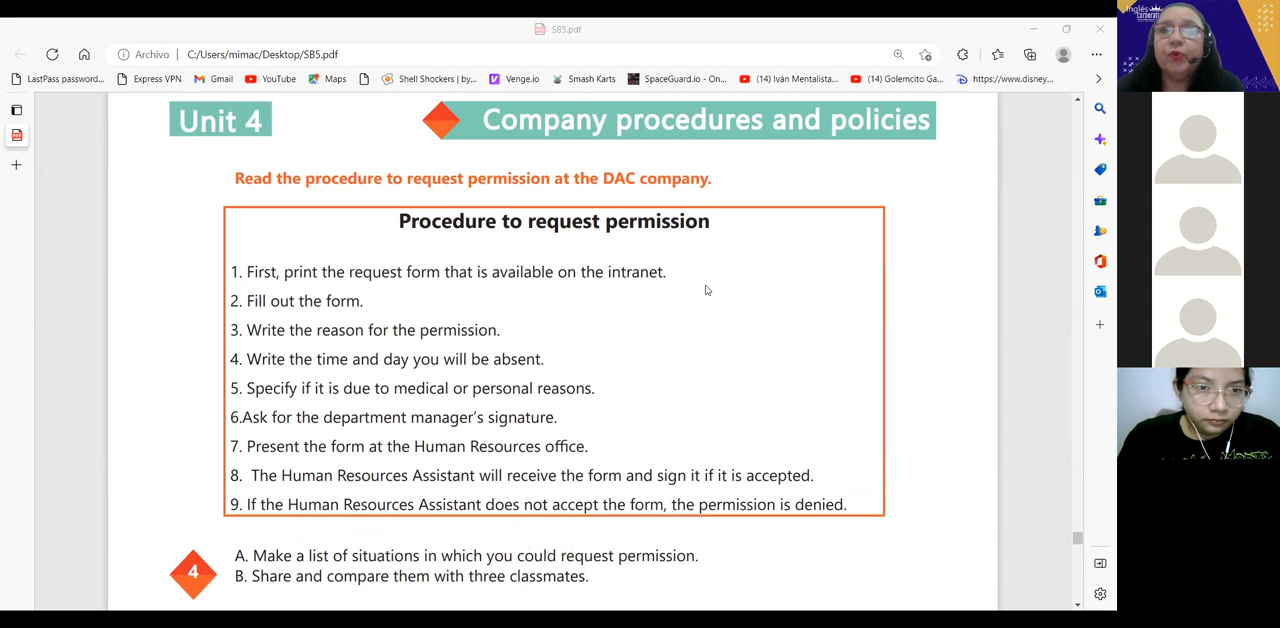 SB5.pdf
Archivo
C:/Users/mimac/Desktop/SB5.pdf
LastPass password...
Express VPN
Gmail
YouTube
Maps
Shell Shockers | by...
Venge.io
Smash Karts
SpaceGuard.io - On...
(14) Iván Mentalista...
(14) Golemcito Ga...
https://www.disney...
Inglés
Corporativo
Unit 4
Company procedures and policies
Read the procedure to request permission at the DAC company.
Procedure to request permission
1. First, print the request form that is available on the intranet.
2. Fill out the form.
3. Write the reason for the permission.
4. Write the time and day you will be absent.
5. Specify if it is due to medical or personal reasons.
6.Ask for the department manager's signature.
7. Present the form at the Human Resources office.
8. The Human Resources Assistant will receive the form and sign it if it is accepted.
9. If the Human Resources Assistant does not accept the form, the permission is denied.
4
A. Make a list of situations in which you could request permission.
B. Share and compare them with three classmates.